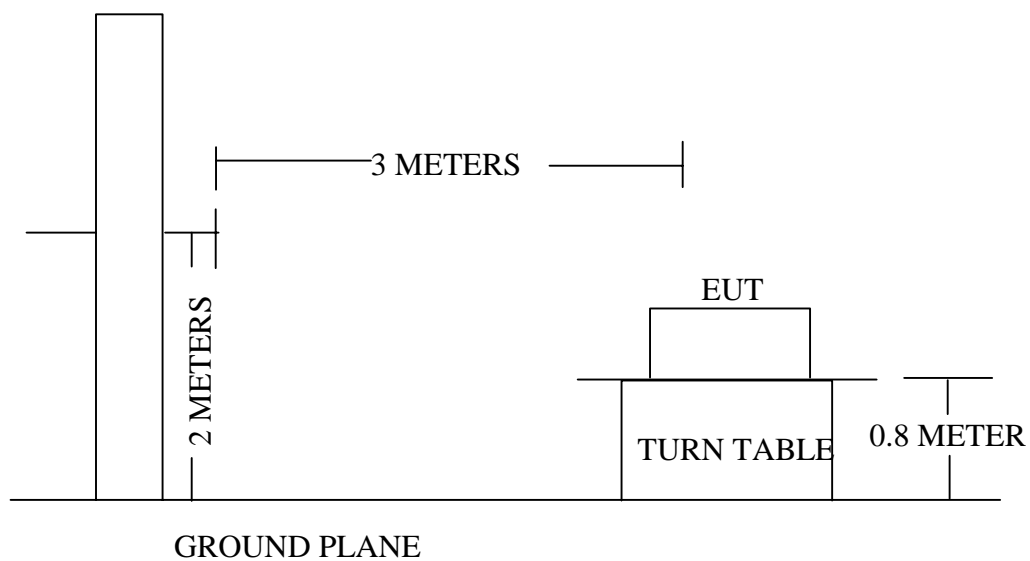 3 METERS
EUT
2 METERS
TURN TABLE
0.8 METER
GROUND PLANE